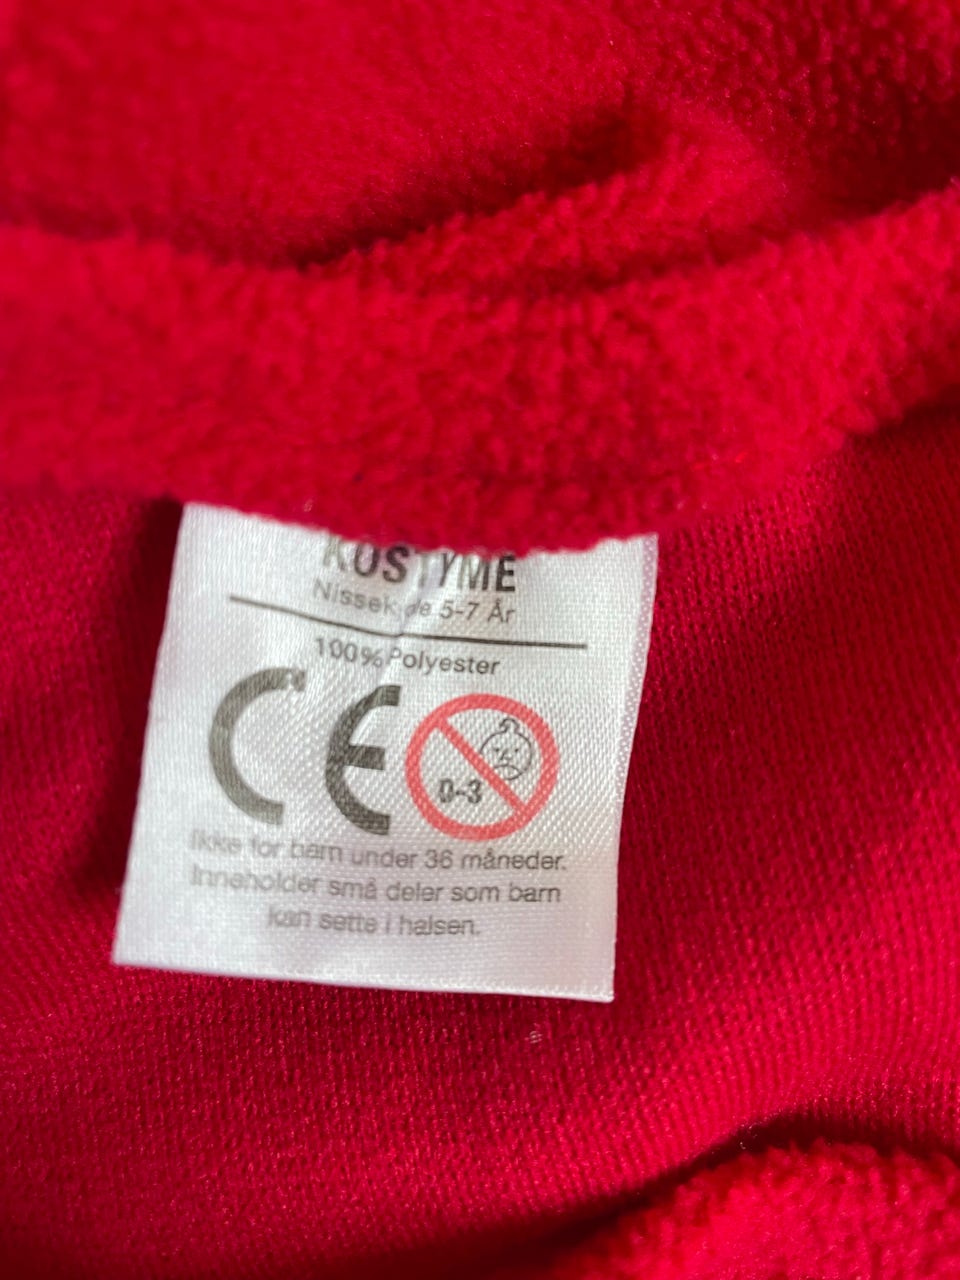 KOSTYME
5-7 År
100% Polyester
CE
0-3
Ikke for barn under 36 måneder.
Inneholder små deler som barn
kan sette i halsen.